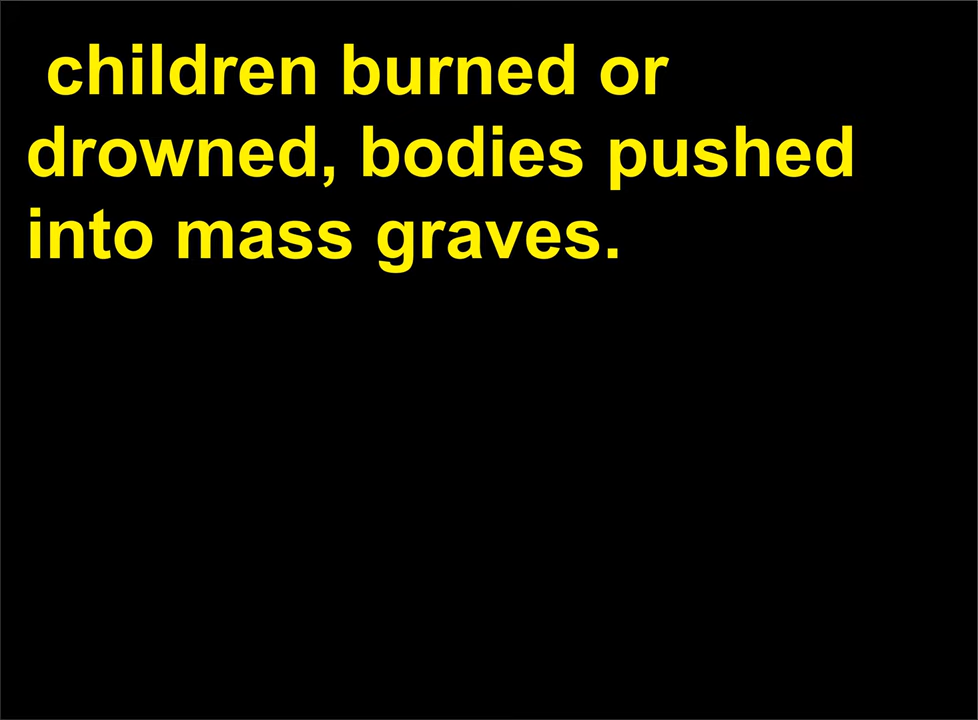 children burned or
drowned, bodies pushed
into mass graves.